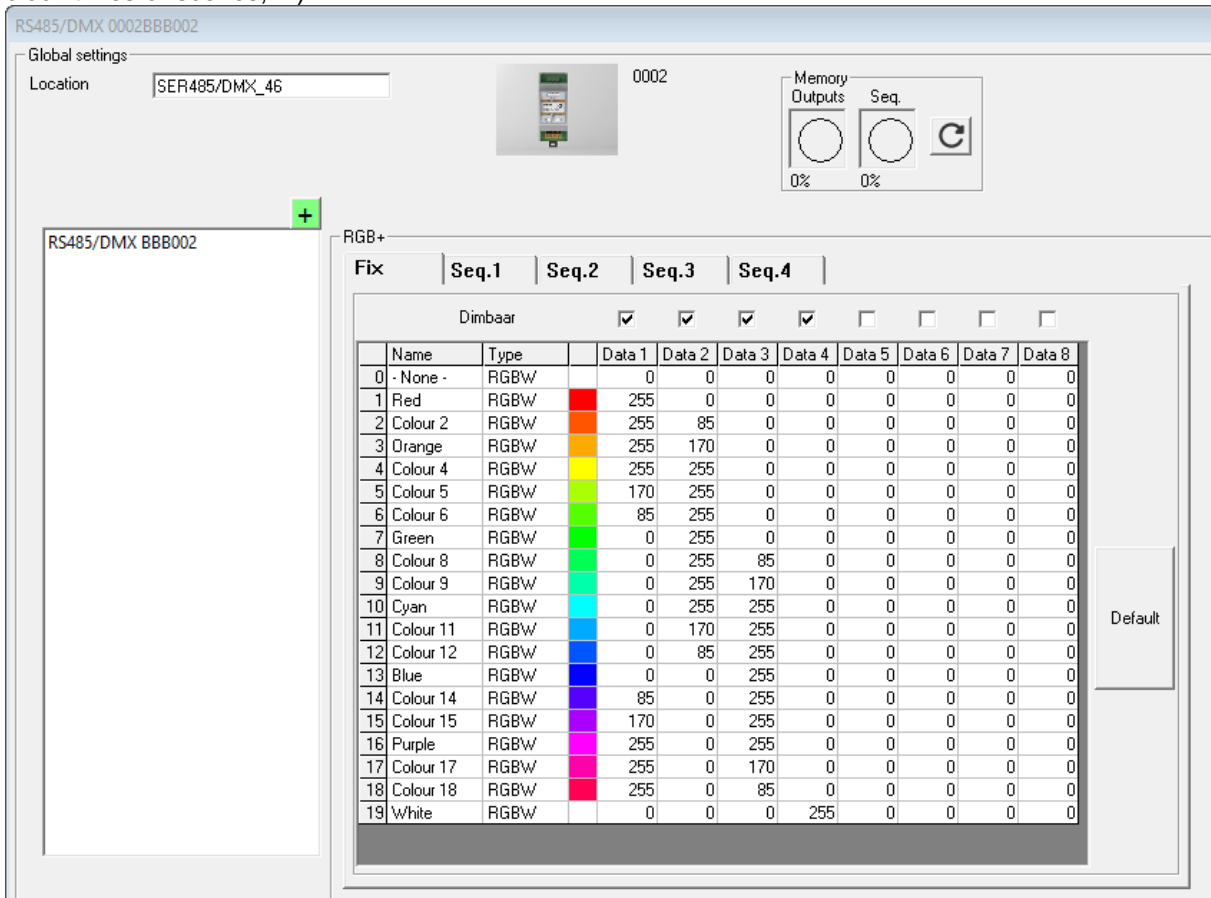 RS485/DMX 0002BBB002
Global settings
Location SER485/DMX_46
0002
Memory
Outputs Seq.
0% 0%
+
RS485/DMX BBB002
RGB+
Fix Seq.1 Seq.2 Seq.3 Seq.4
Dimbaar
Name Type Data 1 Data 2 Data 3 Data 4 Data 5 Data 6 Data 7 Data 8
0 - None - RGBW 0 0 0 0 0 0 0 0
1 Red RGBW 255 0 0 0 0 0 0 0
2 Colour 2 RGBW 255 85 0 0 0 0 0 0
3 Orange RGBW 255 170 0 0 0 0 0 0
4 Colour 4 RGBW 255 255 0 0 0 0 0 0
5 Colour 5 RGBW 170 255 0 0 0 0 0 0
6 Colour 6 RGBW 85 255 0 0 0 0 0 0
7 Green RGBW 0 255 0 0 0 0 0 0
8 Colour 8 RGBW 0 255 85 0 0 0 0 0
9 Colour 9 RGBW 0 255 170 0 0 0 0 0
10 Cyan RGBW 0 255 255 0 0 0 0 0
11 Colour 11 RGBW 0 170 255 0 0 0 0 0
12 Colour 12 RGBW 0 85 255 0 0 0 0 0
13 Blue RGBW 0 0 255 0 0 0 0 0
14 Colour 14 RGBW 85 0 255 0 0 0 0 0
15 Colour 15 RGBW 170 0 255 0 0 0 0 0
16 Purple RGBW 255 0 255 0 0 0 0 0
17 Colour 17 RGBW 255 0 170 0 0 0 0 0
18 Colour 18 RGBW 255 0 85 0 0 0 0 0
19 White RGBW 0 0 0 255 0 0 0 0
Default